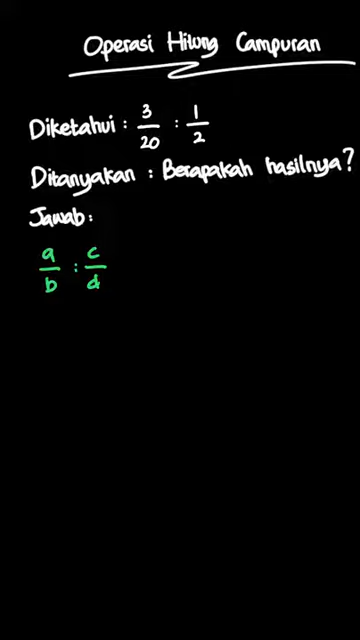 Operasi Hitung Campuran
Diketahui : 3/20 : 1/2
Ditanyakan : Berapakah hasilnya?
Jawab :
a/b : c/d